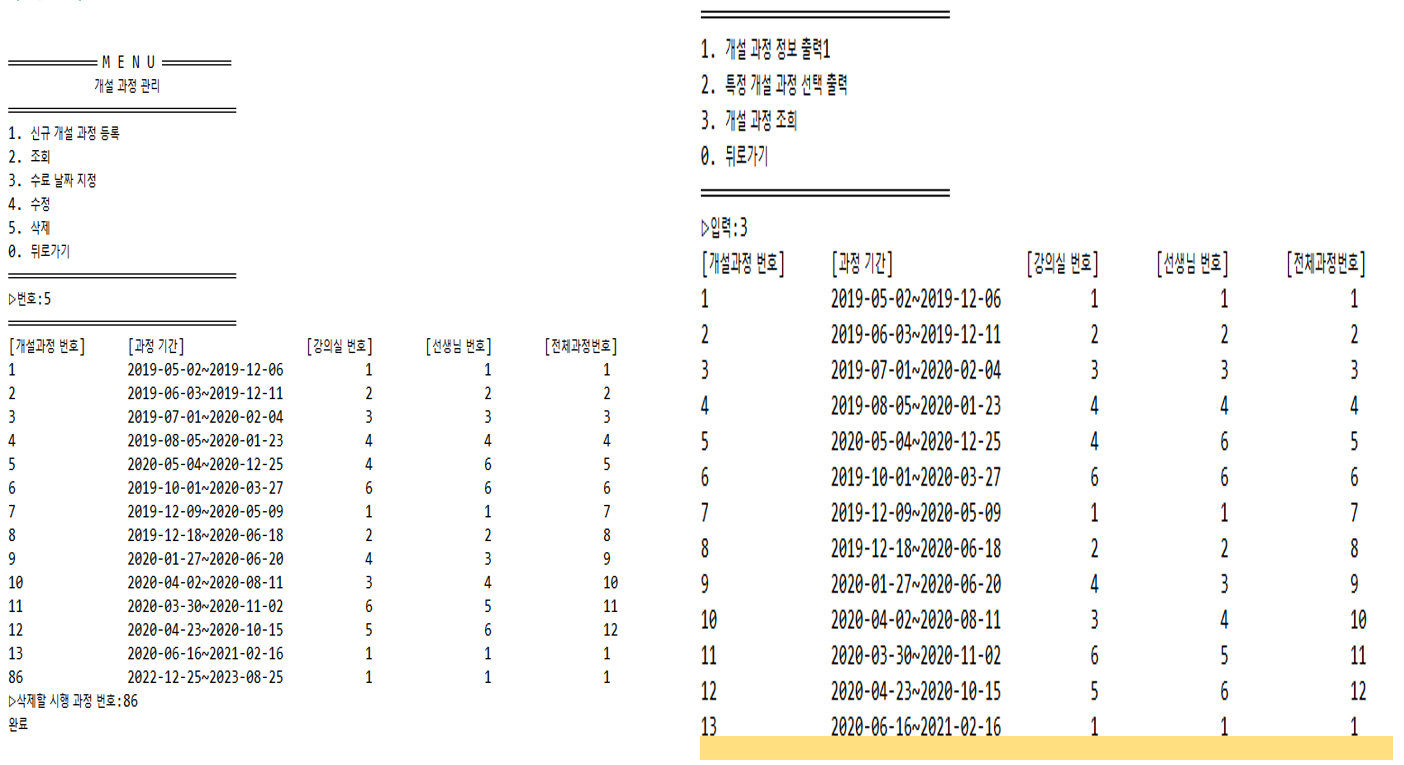 M E N U
개설 과정 관리
1. 신규 개설 과정 등록
2. 조회
3. 수료 날짜 지정
4. 수정
5. 삭제
0. 뒤로가기
▷번호:5
[개설과정 번호] [과정 기간] [강의실 번호] [선생님 번호] [전체과정번호]
1 2019-05-02~2019-12-06 1 1 1
2 2019-06-03~2019-12-11 2 2 2
3 2019-07-01~2020-02-04 3 3 3
4 2019-08-05~2020-01-23 4 4 4
5 2020-05-04~2020-12-25 4 6 5
6 2019-10-01~2020-03-27 6 6 6
7 2019-12-09~2020-05-09 1 1 7
8 2019-12-18~2020-06-18 2 2 8
9 2020-01-27~2020-06-20 4 3 9
10 2020-04-02~2020-08-11 3 4 10
11 2020-03-30~2020-11-02 6 5 11
12 2020-04-23~2020-10-15 5 6 12
13 2020-06-16~2021-02-16 1 1 1
86 2022-12-25~2023-08-25 1 1 1
▷삭제할 시행 과정 번호:86
완료
1. 개설 과정 정보 출력1
2. 특정 개설 과정 선택 출력
3. 개설 과정 조회
0. 뒤로가기
▷입력:3
[개설과정 번호] [과정 기간] [강의실 번호] [선생님 번호] [전체과정번호]
1 2019-05-02~2019-12-06 1 1 1
2 2019-06-03~2019-12-11 2 2 2
3 2019-07-01~2020-02-04 3 3 3
4 2019-08-05~2020-01-23 4 4 4
5 2020-05-04~2020-12-25 4 6 5
6 2019-10-01~2020-03-27 6 6 6
7 2019-12-09~2020-05-09 1 1 7
8 2019-12-18~2020-06-18 2 2 8
9 2020-01-27~2020-06-20 4 3 9
10 2020-04-02~2020-08-11 3 4 10
11 2020-03-30~2020-11-02 6 5 11
12 2020-04-23~2020-10-15 5 6 12
13 2020-06-16~2021-02-16 1 1 1